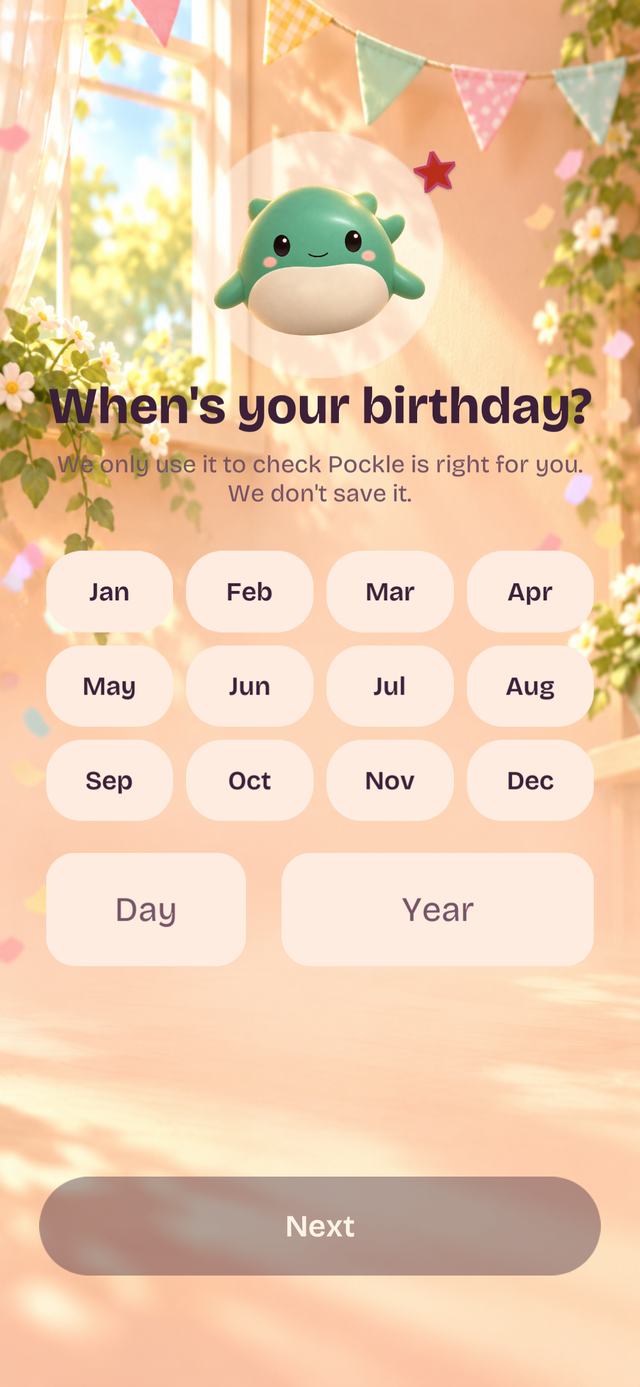 When's your birthday?
We only use it to check Pockle is right for you.
We don't save it.
Jan Feb Mar Apr
May Jun Jul Aug
Sep Oct Nov Dec
Day Year
Next